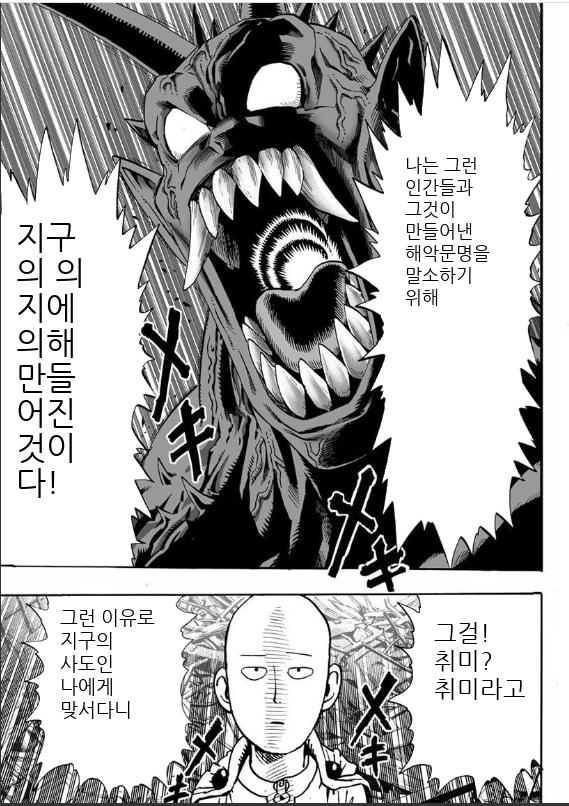 나는 그런
인간들과
그것이
만들어낸
해악문명을
말소하기
위해
지구
의 의
지에
의해
만들
어진
것이
다!
メキ
メキ
그걸!
취미?
취미라고
그런 이유로
지구의
사도인
나에게
맞서다니
メキ
メキ